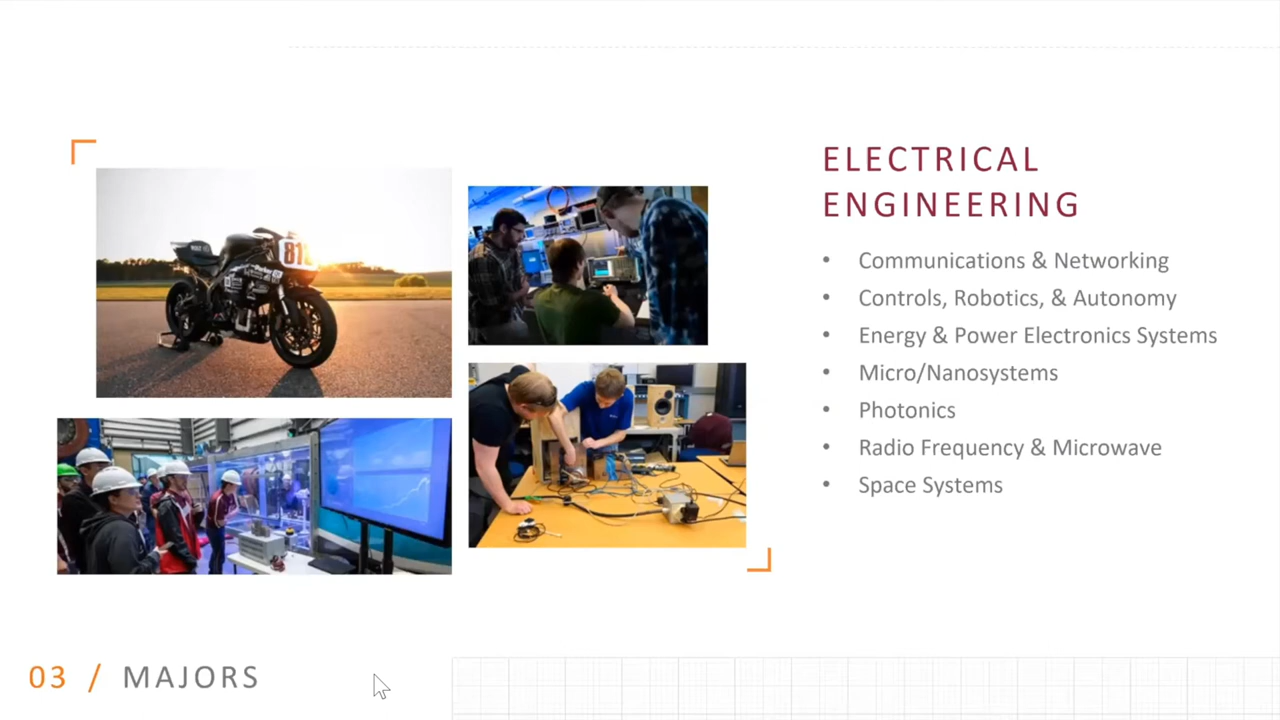 ELECTRICAL
ENGINEERING
• Communications & Networking
• Controls, Robotics, & Autonomy
• Energy & Power Electronics Systems
• Micro/Nanosystems
• Photonics
• Radio Frequency & Microwave
• Space Systems
03 / MAJORS